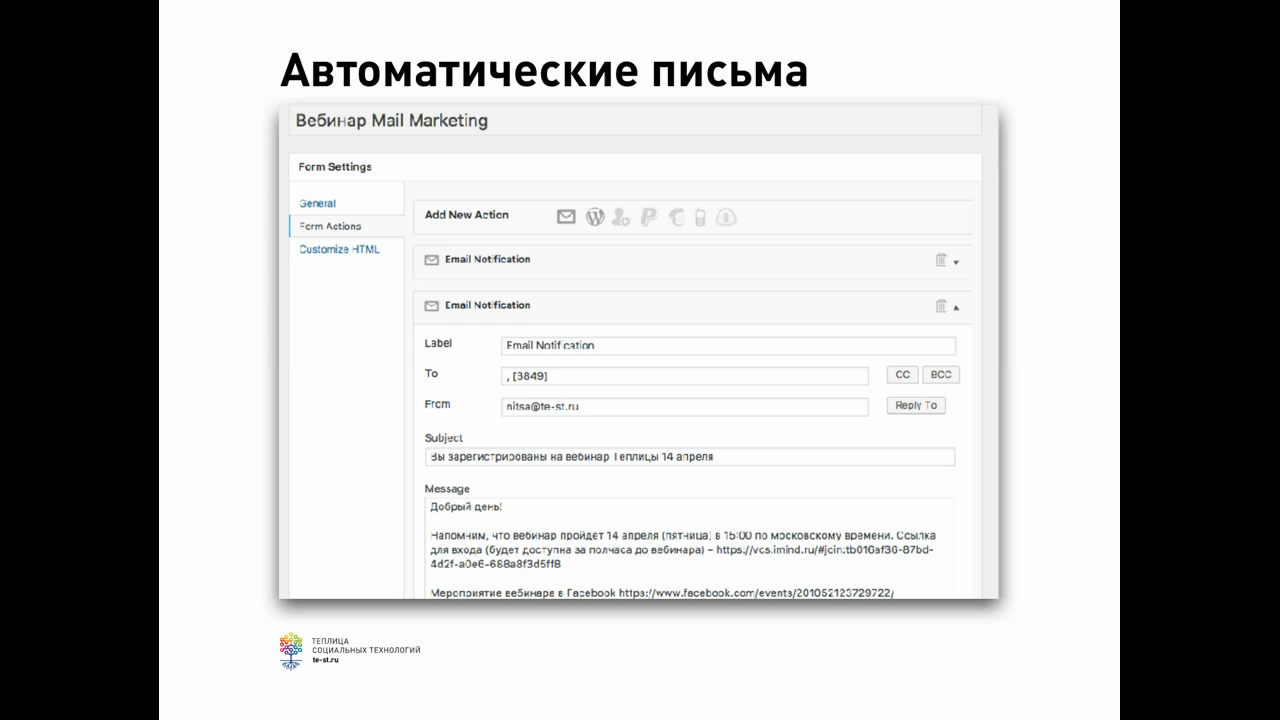 Автоматические письма
Вебинар Mail Marketing
Form Settings
General
Form Actions
Customize HTML
Add New Action
Email Notification
Email Notification
Label
Email Notification
To
, [3849]
CC
BCC
From
nitsa@te-st.ru
Reply To
Subject
Вы зарегистрированы на вебинар Теплицы 14 апреля
Message
Добрый день!
Напомним, что вебинар пройдет 14 апреля (пятница) в 15:00 по московскому времени. Ссылка
для входа (будет доступна за полчаса до вебинара) – https://vcs.imind.ru/#join:tb016af36-87bd-
4d2f-a0e6-688a8f3d5ff8
Мероприятие вебинара в Facebook https://www.facebook.com/events/201052123729722/
ТЕПЛИЦА
СОЦИАЛЬНЫХ ТЕХНОЛОГИЙ
te-st.ru